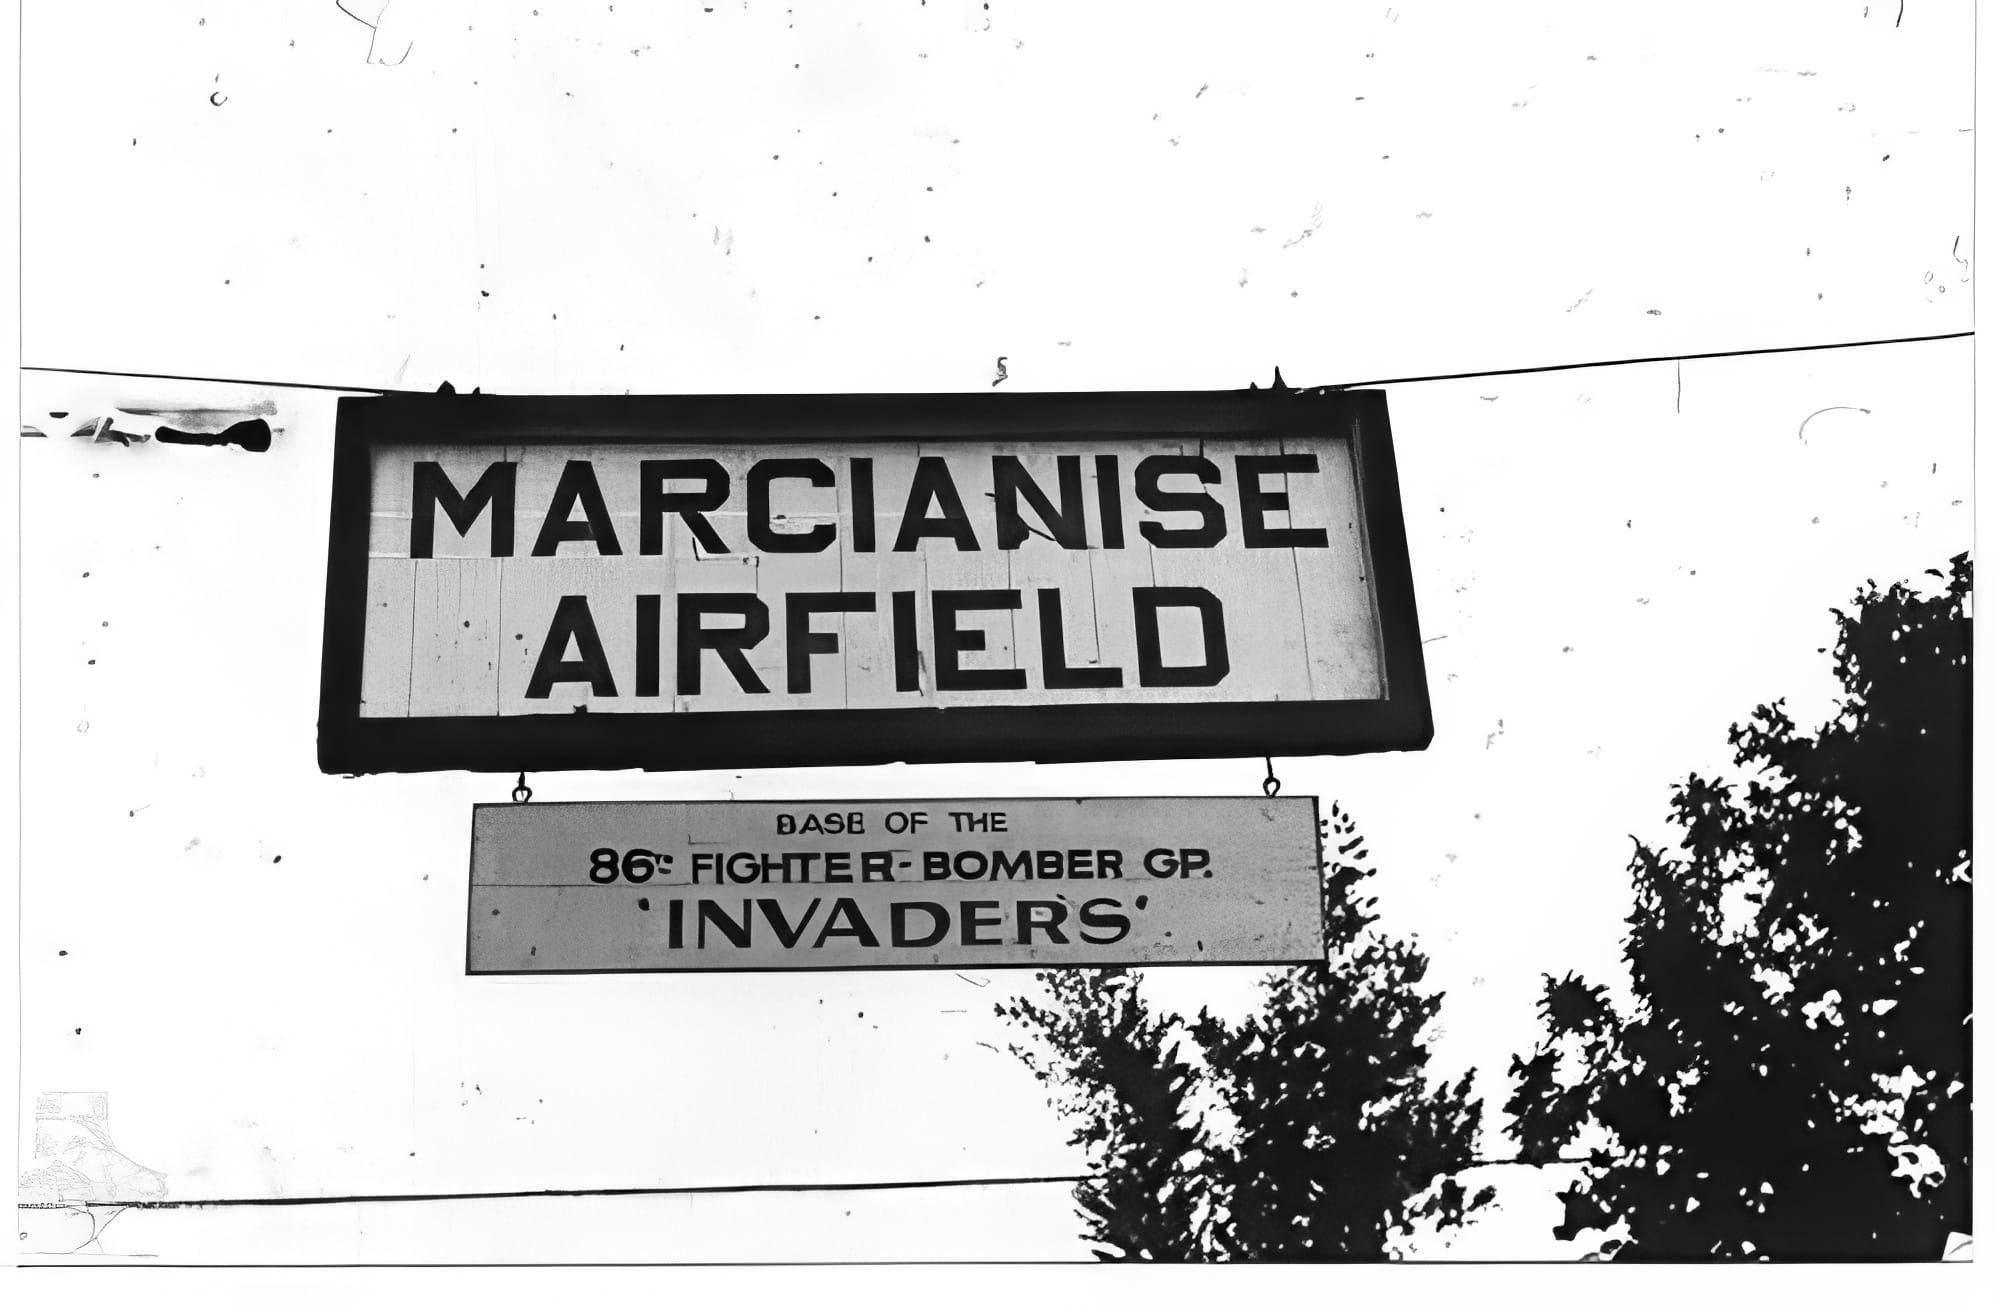 MARCIANISE
AIRFIELD
BASE OF THE
86TH FIGHTER-BOMBER GP.
'INVADERS'